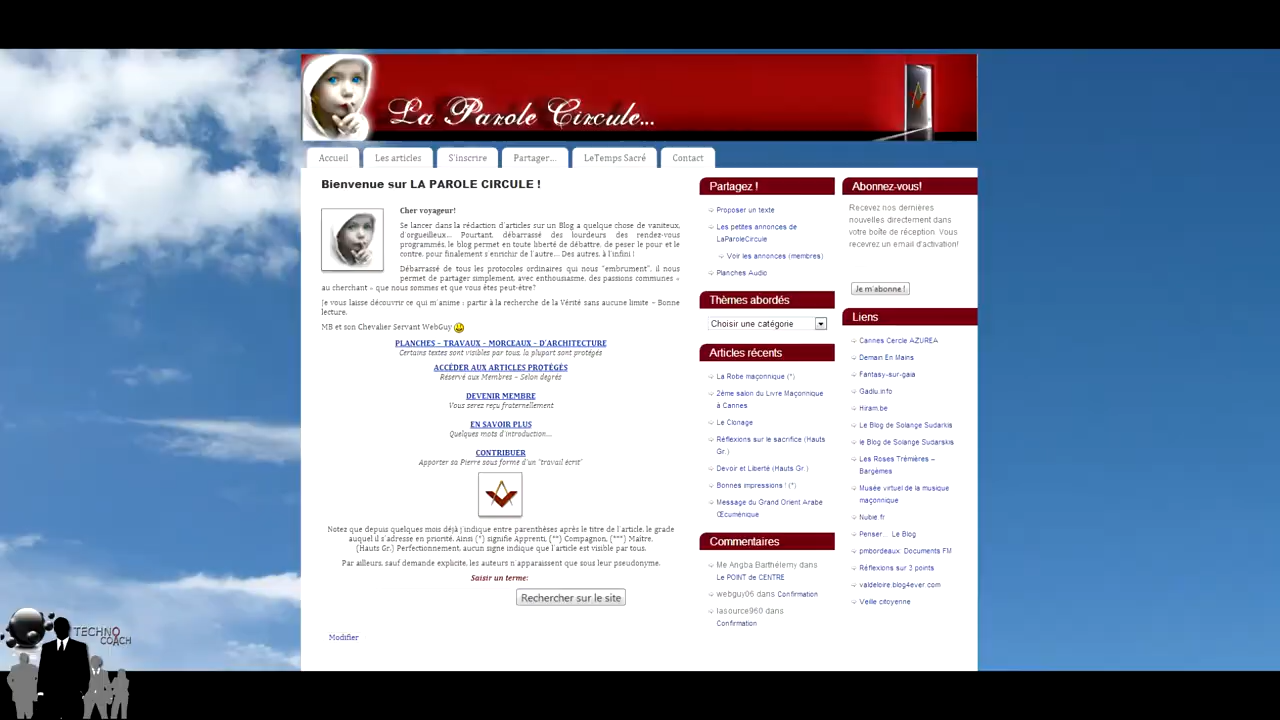 La Parole Circule...
Accueil
Les articles
S'inscrire
Partager...
LeTemps Sacré
Contact
Bienvenue sur LA PAROLE CIRCULE !
Cher voyageur!
Se lancer dans la rédaction d'articles sur un Blog a quelque chose de vaniteux,
d'orgueilleux... Pourtant, débarrassé des lourdeurs des rendez-vous
programmés, le blog permet en toute liberté de débattre, de peser le pour et le
contre, pour finalement s'enrichir de l'autre... Des autres, à l'infini !
Débarassé de tous les protocoles ordinaires qui nous "embrument", il nous
permet de partager simplement, avec enthousiasme, des passions communes «
au cherchant » que nous sommes et que vous êtes peut-être?
Je vous laisse découvrir ce qui m'anime : partir à la recherche de la Vérité sans aucune limite – Bonne
lecture.
MB et son Chevalier Servant WebGuy
PLANCHES – TRAVAUX – MORCEAUX – D'ARCHITECTURE
Certains textes sont visibles par tous, la plupart sont protégés
ACCÉDER AUX ARTICLES PROTÉGÉS
Réservé aux Membres – Selon degrés
DEVENIR MEMBRE
Vous serez reçu fraternellement
EN SAVOIR PLUS
Quelques mots d'introduction...
CONTRIBUER
Apporter sa Pierre sous forme d'un "travail écrit"
Notez que depuis quelques mois déjà j'indique entre parenthèses après le titre de l'article, le grade
auquel il s'adresse en priorité. Ainsi (*) signifie Apprenti, (**) Compagnon, (***) Maître,
(Hauts Gr.) Perfectionnement, aucun signe indique que l'article est visible par tous.
Par ailleurs, sauf demande explicite, les auteurs n'apparaissent que sous leur pseudonyme.
Saisir un terme:
Rechercher sur le site
Modifier
Partagez !
Proposer un texte
Les petites annonces de
LaParoleCircule
Voir les annonces (membres)
Planches Audio
Thèmes abordés
Choisir une catégorie
Articles récents
La Robe maçonnique (*)
2ème salon du Livre Maçonnique
à Cannes
Le Clonage
Réflexions sur le sacrifice (Hauts
Gr.)
Devoir et Liberté (Hauts Gr.)
Bonnes impressions ! (*)
Message du Grand Orient Arabe
Œcuménique
Commentaires
Me Angba Barthélemy dans
Le POINT de CENTRE
webguy06 dans Confirmation
lasource960 dans
Confirmation
Abonnez-vous!
Recevez nos dernières
nouvelles directement dans
votre boîte de réception. Vous
recevrez un email d'activation!
Je m'abonne !
Liens
Cannes Cercle AZUREA
Demain En Mains
Fantasy-sur-gaia
Gadlu.info
Hiram.be
Le Blog de Solange Sudarkis
le Blog de Solange Sudarskis
Les Roses Trémières –
Bargèmes
Musée virtuel de la musique
maçonnique
Nubie.fr
Penser... Le Blog
pmbordeaux Documents FM
Réflexions sur 3 points
valdeloire.blog4ever.com
Veille citoyenne
TECHNO
COACH